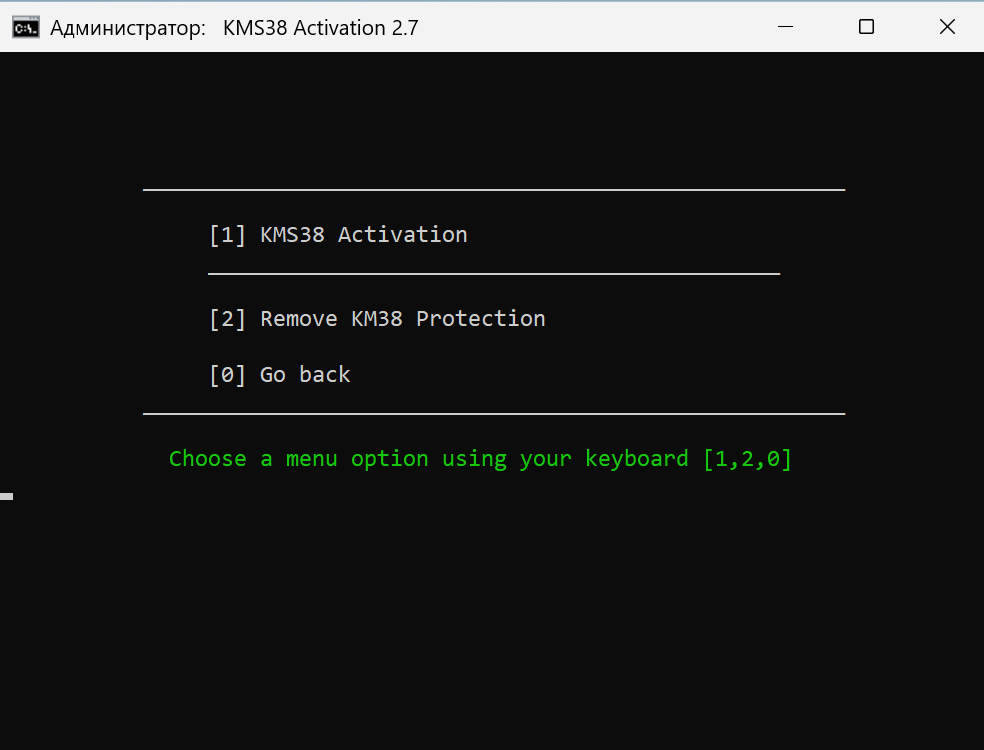 Администратор: KMS38 Activation 2.7
[1] KMS38 Activation
[2] Remove KM38 Protection
[0] Go back
Choose a menu option using your keyboard [1,2,0]